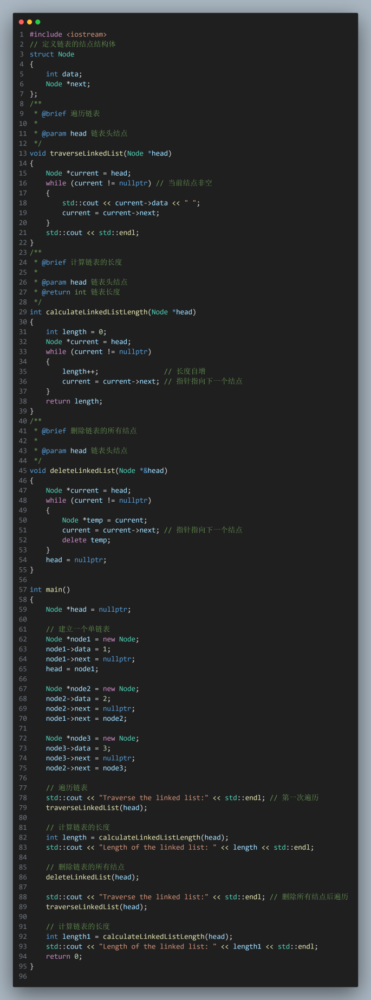 1 #include <iostream>
2 // 定义链表的结点结构体
3 struct Node
4 {
5     int data;
6     Node *next;
7 };
8 /**
9  * @brief 遍历链表
10  *
11  * @param head 链表头结点
12  */
13 void traverseLinkedList(Node *head)
14 {
15     Node *current = head;
16     while (current != nullptr) // 当前结点非空
17     {
18         std::cout << current->data << " ";
19         current = current->next;
20     }
21     std::cout << std::endl;
22 }
23 /**
24  * @brief 计算链表的长度
25  *
26  * @param head 链表头结点
27  * @return int 链表长度
28  */
29 int calculateLinkedListLength(Node *head)
30 {
31     int length = 0;
32     Node *current = head;
33     while (current != nullptr)
34     {
35         length++;                // 长度自增
36         current = current->next; // 指针指向下一个结点
37     }
38     return length;
39 }
40 /**
41  * @brief 删除链表的所有结点
42  *
43  * @param head 链表头结点
44  */
45 void deleteLinkedList(Node *&head)
46 {
47     Node *current = head;
48     while (current != nullptr)
49     {
50         Node *temp = current;
51         current = current->next; // 指针指向下一个结点
52         delete temp;
53     }
54     head = nullptr;
55 }
56
57 int main()
58 {
59     Node *head = nullptr;
60
61     // 建立一个单链表
62     Node *node1 = new Node;
63     node1->data = 1;
64     node1->next = nullptr;
65     head = node1;
66
67     Node *node2 = new Node;
68     node2->data = 2;
69     node2->next = nullptr;
70     node1->next = node2;
71
72     Node *node3 = new Node;
73     node3->data = 3;
74     node3->next = nullptr;
75     node2->next = node3;
76
77     // 遍历链表
78     std::cout << "Traverse the linked list:" << std::endl; // 第一次遍历
79     traverseLinkedList(head);
80
81     // 计算链表的长度
82     int length = calculateLinkedListLength(head);
83     std::cout << "Length of the linked list: " << length << std::endl;
84
85     // 删除链表的所有结点
86     deleteLinkedList(head);
87
88     std::cout << "Traverse the linked list:" << std::endl; // 删除所有结点后遍历
89     traverseLinkedList(head);
90
91     // 计算链表的长度
92     int length1 = calculateLinkedListLength(head);
93     std::cout << "Length of the linked list: " << length1 << std::endl;
94     return 0;
95 }
96